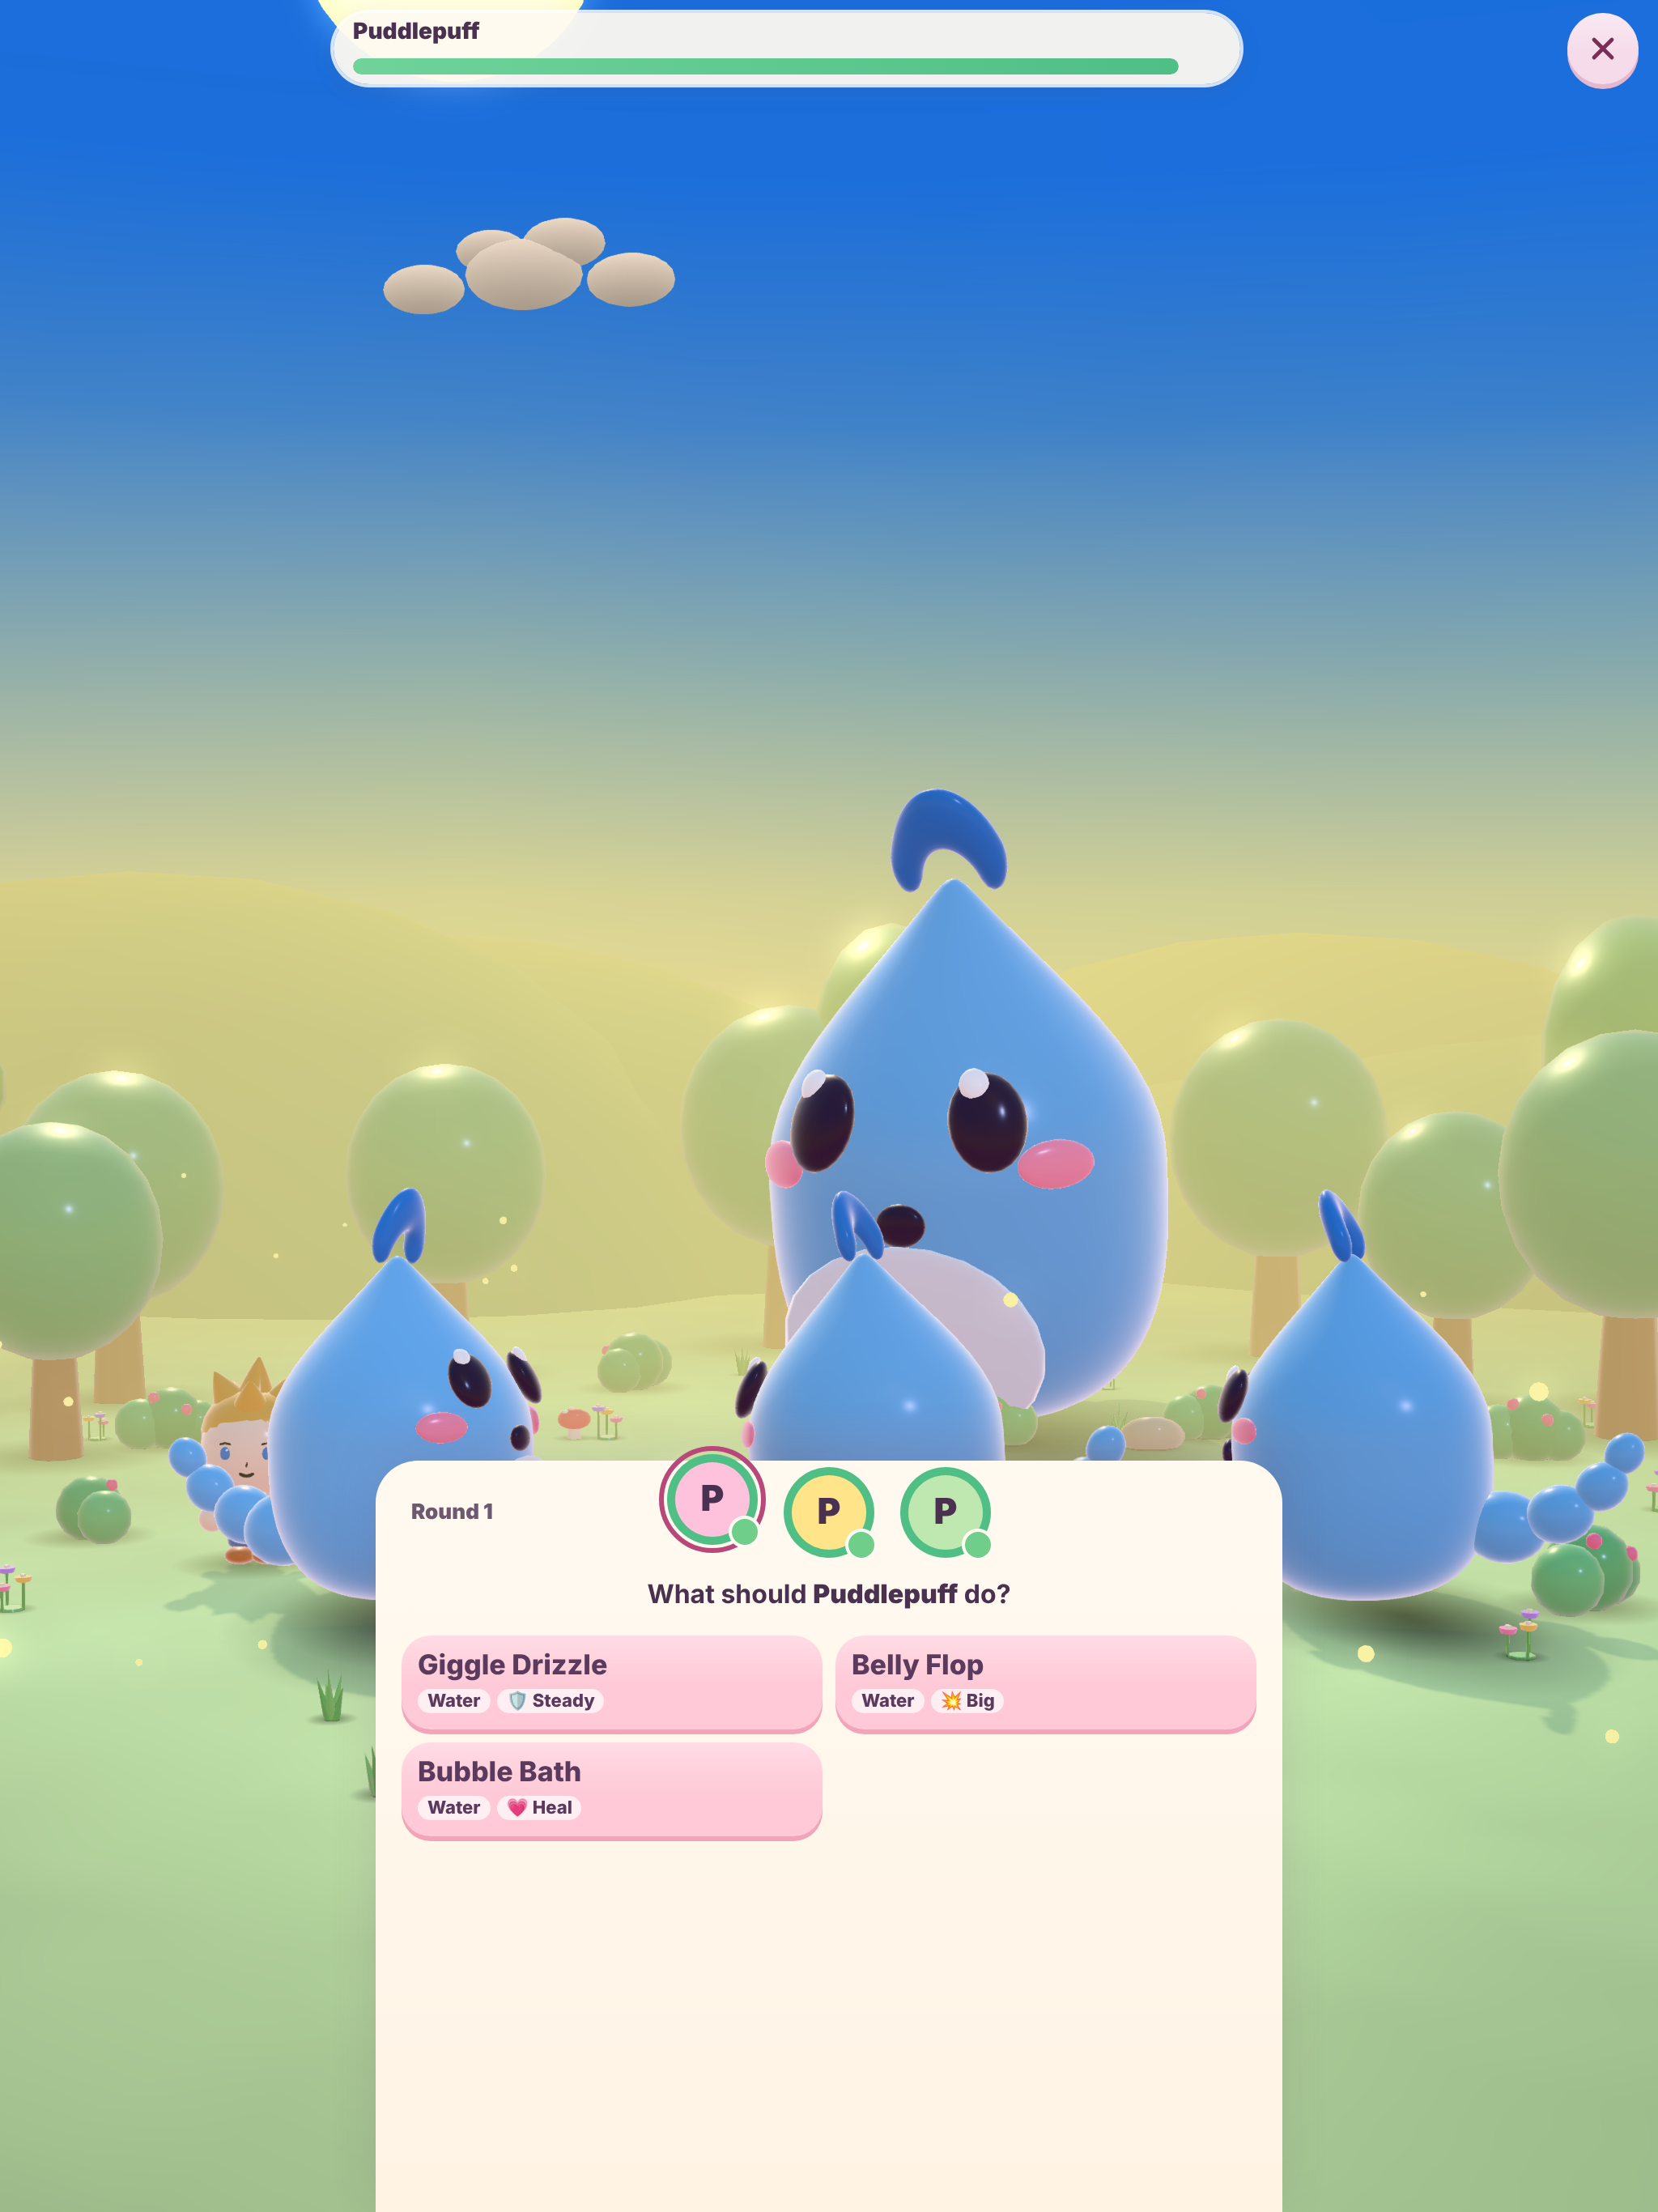 Puddlepuff
Round 1
P
P
P
What should Puddlepuff do?
Giggle Drizzle
Water 🛡️ Steady
Belly Flop
Water 💥 Big
Bubble Bath
Water 💗 Heal